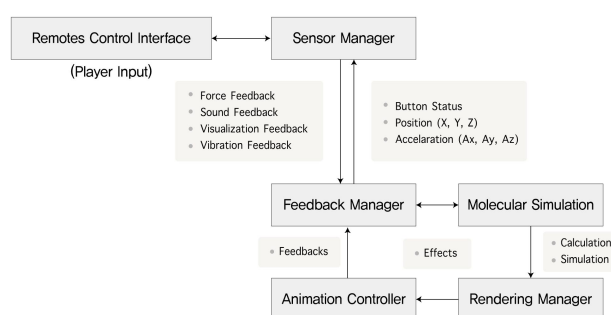 Remotes Control Interface
Sensor Manager
(Player Input)
Force Feedback
Sound Feedback
Visualization Feedback
Vibration Feedback
Button Status
Position (X, Y, Z)
Accelaration (Ax, Ay, Az)
Feedback Manager
Molecular Simulation
Feedbacks
Effects
Calculation
Simulation
Animation Controller
Rendering Manager